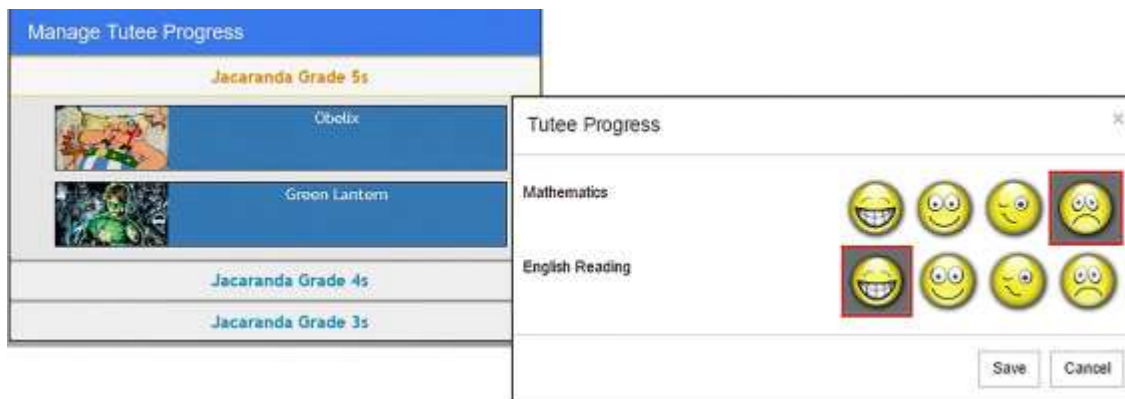 Manage Tutee Progress
Jacaranda Grade 5s
Obelix
Green Lantern
Jacaranda Grade 4s
Jacaranda Grade 3s
Tutee Progress
×
Mathematics
English Reading
Save Cancel